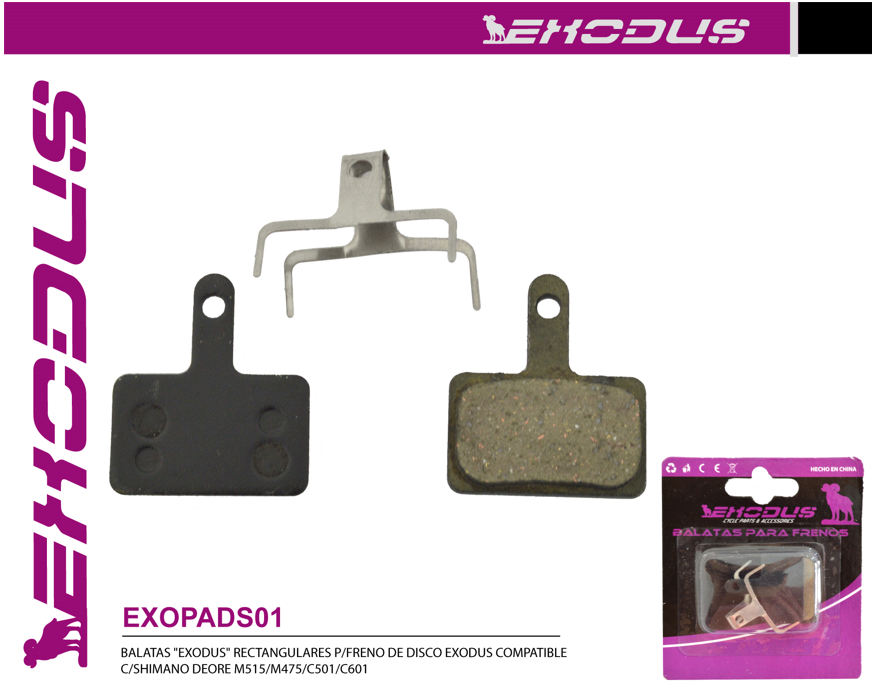 EXODUS
EXODUS
HECHO EN CHINA
EXODUS
CYCLE PARTS & ACCESSORIES
BALATAS PARA FRENOS
EXOPADS01
BALATAS "EXODUS" RECTANGULARES P/FRENO DE DISCO EXODUS COMPATIBLE
C/SHIMANO DEORE M515/M475/C501/C601